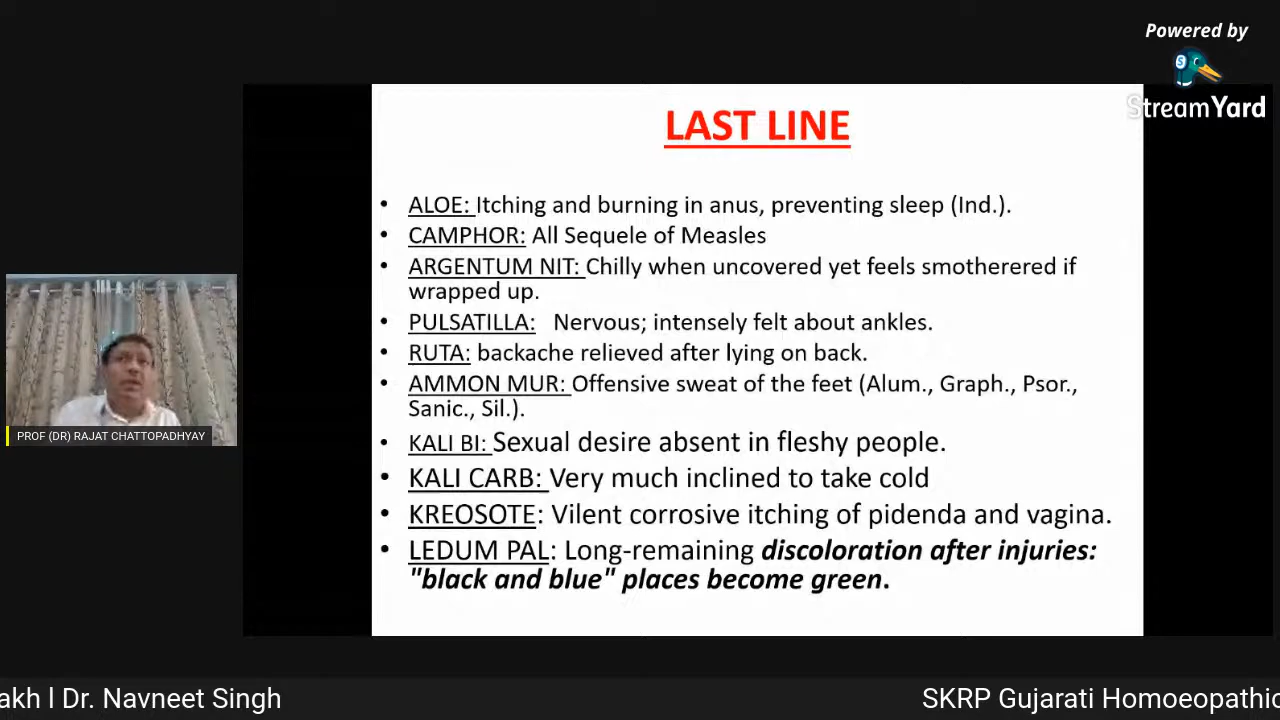 Powered by
StreamYard
LAST LINE
• ALOE: Itching and burning in anus, preventing sleep (Ind.).
• CAMPHOR: All Sequele of Measles
• ARGENTUM NIT: Chilly when uncovered yet feels smotherered if
wrapped up.
• PULSATILLA: Nervous; intensely felt about ankles.
• RUTA: backache relieved after lying on back.
• AMMON MUR: Offensive sweat of the feet (Alum., Graph., Psor.,
Sanic., Sil.).
• KALI BI: Sexual desire absent in fleshy people.
• KALI CARB: Very much inclined to take cold
• KREOSOTE: Vilent corrosive itching of pidenda and vagina.
• LEDUM PAL: Long-remaining discoloration after injuries:
"black and blue" places become green.
PROF (DR) RAJAT CHATTOPADHYAY
akh l Dr. Navneet Singh
SKRP Gujarati Homoeopathic